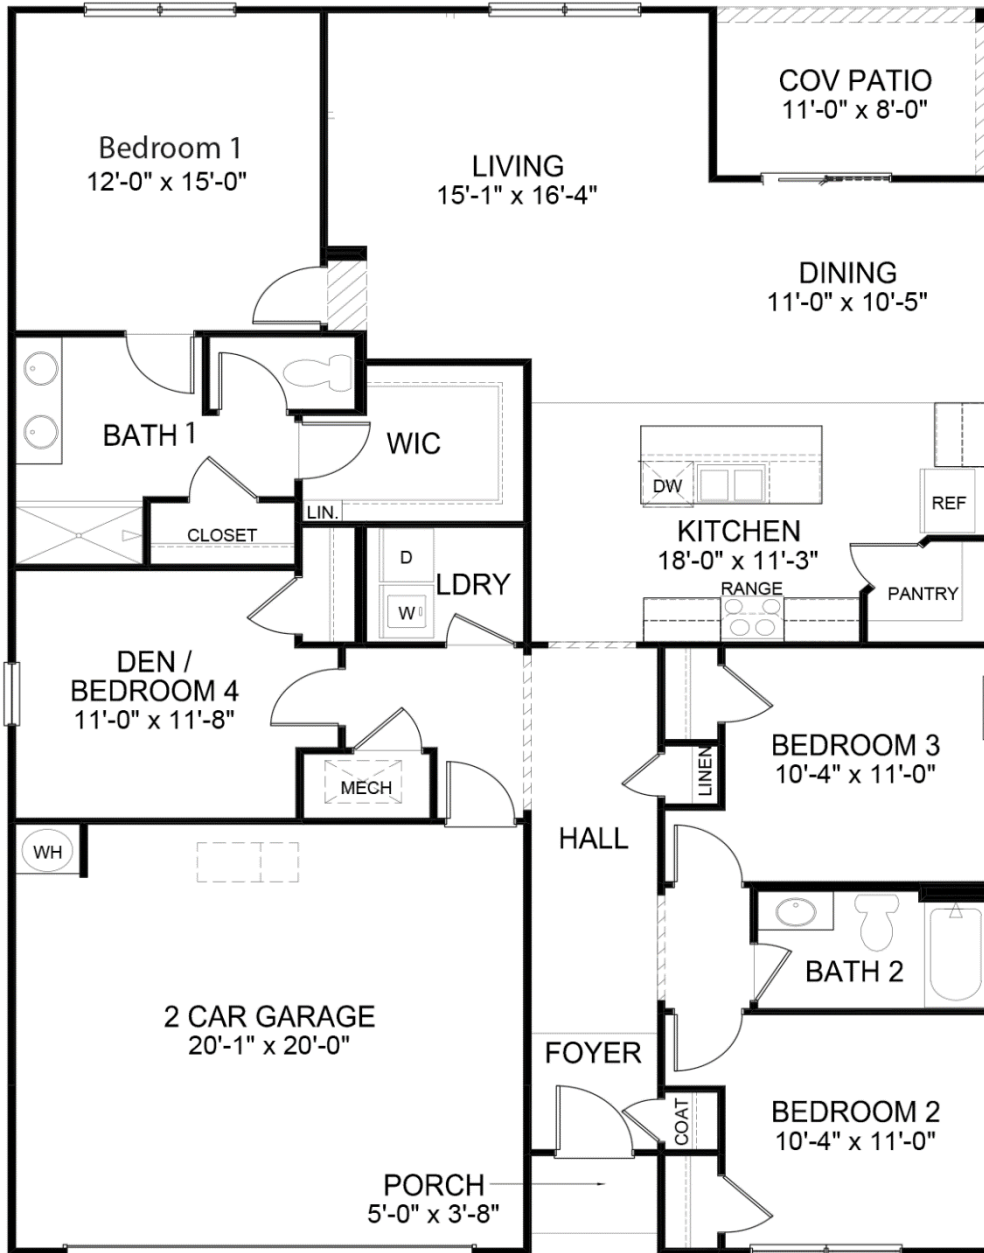 COV PATIO
11'-0" x 8'-0"
Bedroom 1
12'-0" x 15'-0"
LIVING
15'-1" x 16'-4"
DINING
11'-0" x 10'-5"
BATH 1
WIC
LIN.
CLOSET
DW
REF
KITCHEN
18'-0" x 11'-3"
RANGE
PANTRY
D
W
LDRY
DEN /
BEDROOM 4
11'-0" x 11'-8"
MECH
BEDROOM 3
10'-4" x 11'-0"
LINEN
HALL
WH
BATH 2
2 CAR GARAGE
20'-1" x 20'-0"
FOYER
COAT
BEDROOM 2
10'-4" x 11'-0"
PORCH
5'-0" x 3'-8"